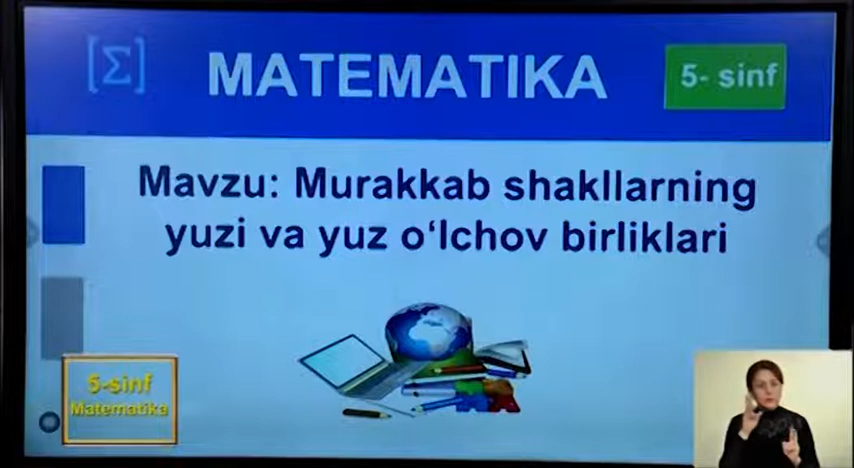 [Σ]
MATEMATIKA
5- sinf
Mavzu: Murakkab shakllarning
yuzi va yuz o‘lchov birliklari
5-sinf
Matematika